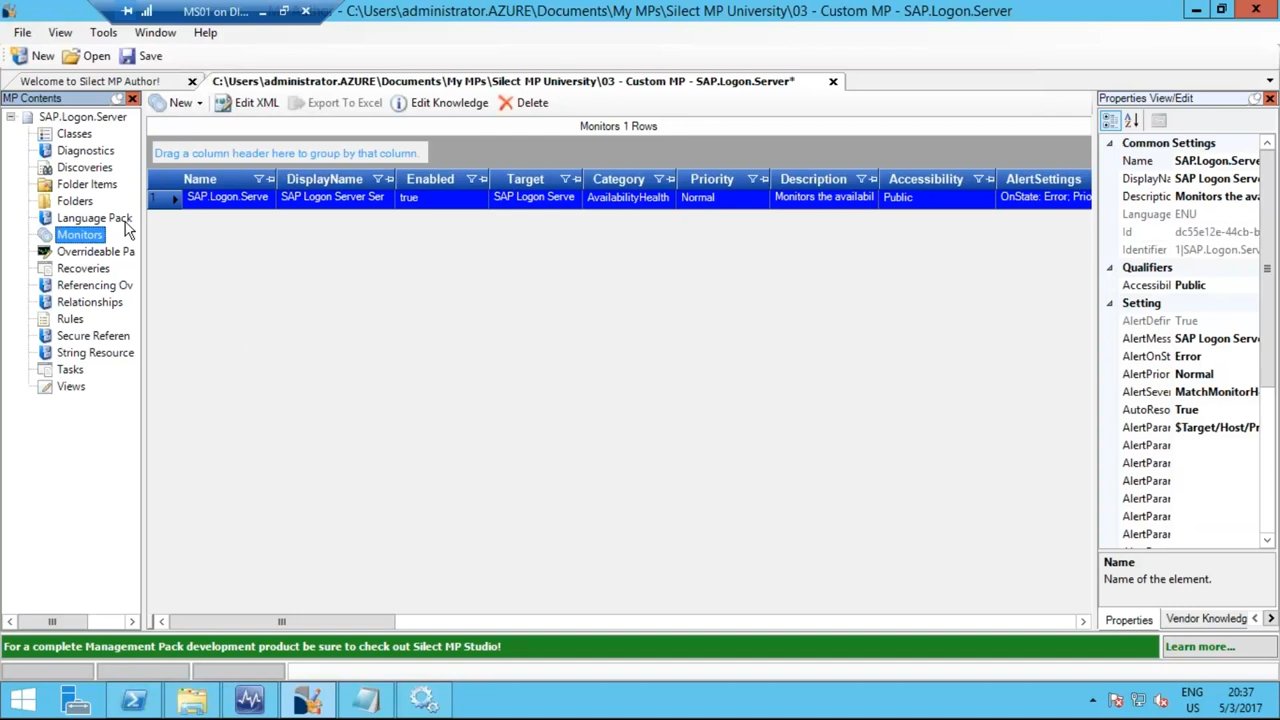 MS01 on DI...
- C:\Users\administrator.AZURE\Documents\My MPs\Silect MP University\03 - Custom MP - SAP.Logon.Server
File View Tools Window Help
New Open Save
Welcome to Silect MP Author!
C:\Users\administrator.AZURE\Documents\My MPs\Silect MP University\03 - Custom MP - SAP.Logon.Server*
MP Contents
SAP.Logon.Server
Classes
Diagnostics
Discoveries
Folder Items
Folders
Language Pack
Monitors
Overrideable Pa
Recoveries
Referencing Ov
Relationships
Rules
Secure Referen
String Resource
Tasks
Views
New Edit XML Export To Excel Edit Knowledge Delete
Monitors 1 Rows
Drag a column header here to group by that column.
Name DisplayName Enabled Target Category Priority Description Accessibility AlertSettings
1 SAP.Logon.Serve SAP Logon Server Ser true SAP Logon Serve AvailabilityHealth Normal Monitors the availabil Public OnState: Error; Prio
Properties View/Edit
Common Settings
Name SAP.Logon.Serve
DisplayNa SAP Logon Serve
Descriptic Monitors the ava
Language ENU
Id dc55e12e-44cb-b
Identifier 1|SAP.Logon.Serv
Qualifiers
Accessibil Public
Setting
AlertDefir True
AlertMess SAP Logon Serve
AlertOnSt Error
AlertPrior Normal
AlertSever MatchMonitorH
AutoReso True
AlertParar $Target/Host/Pr
AlertParar
AlertParar
AlertParar
AlertParar
AlertParar
AlertParar
Name
Name of the element.
Properties Vendor Knowledg
For a complete Management Pack development product be sure to check out Silect MP Studio!
Learn more...
ENG
US
20:37
5/3/2017